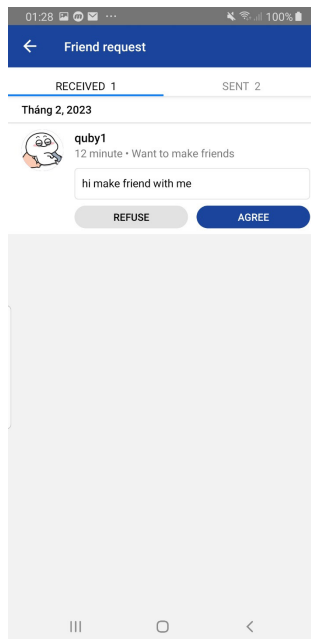 01:28 100%
Friend request
RECEIVED 1 SENT 2
Tháng 2, 2023
quby1
12 minute • Want to make friends
hi make friend with me
REFUSE AGREE